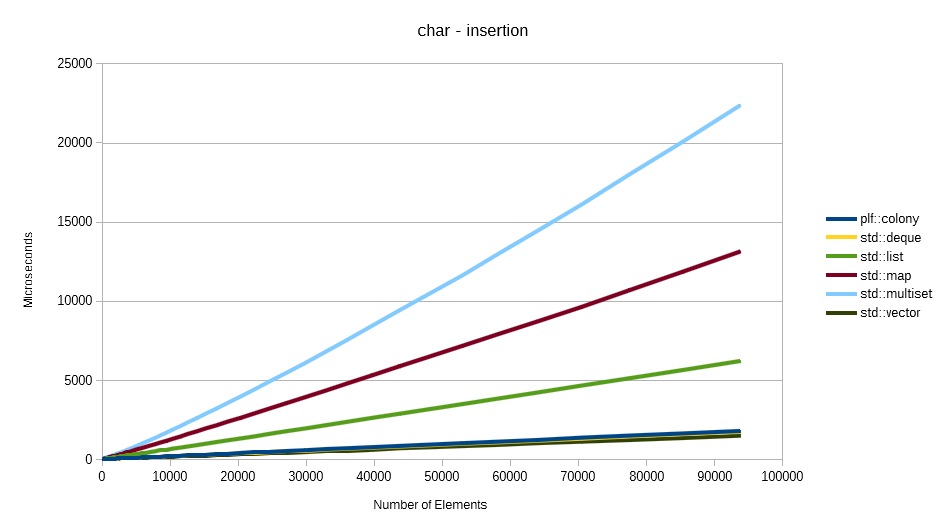 char - insertion
25000
20000
15000
10000
5000
0
Microseconds
0 10000 20000 30000 40000 50000 60000 70000 80000 90000 100000
Number of Elements
plf::colony
std::deque
std::list
std::map
std::multiset
std::vector